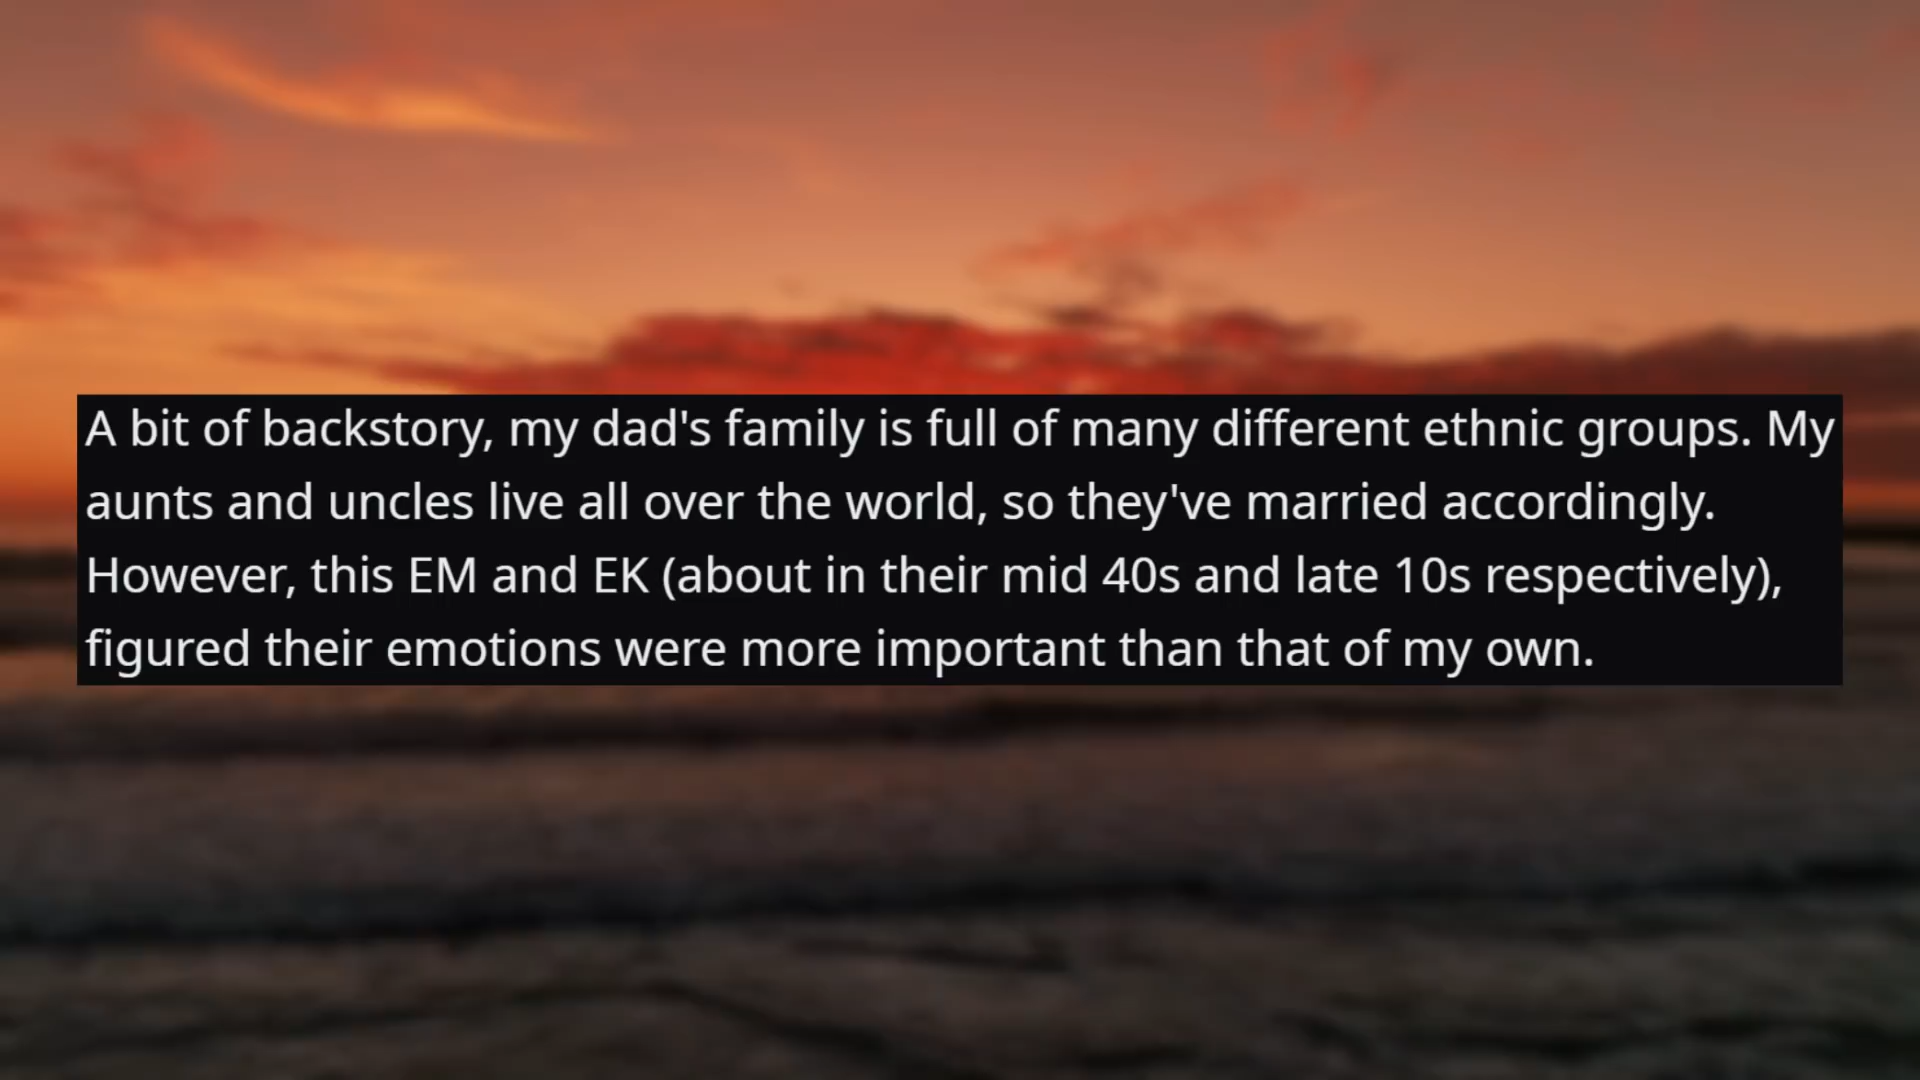 A bit of backstory, my dad's family is full of many different ethnic groups. My
aunts and uncles live all over the world, so they've married accordingly.
However, this EM and EK (about in their mid 40s and late 10s respectively),
figured their emotions were more important than that of my own.